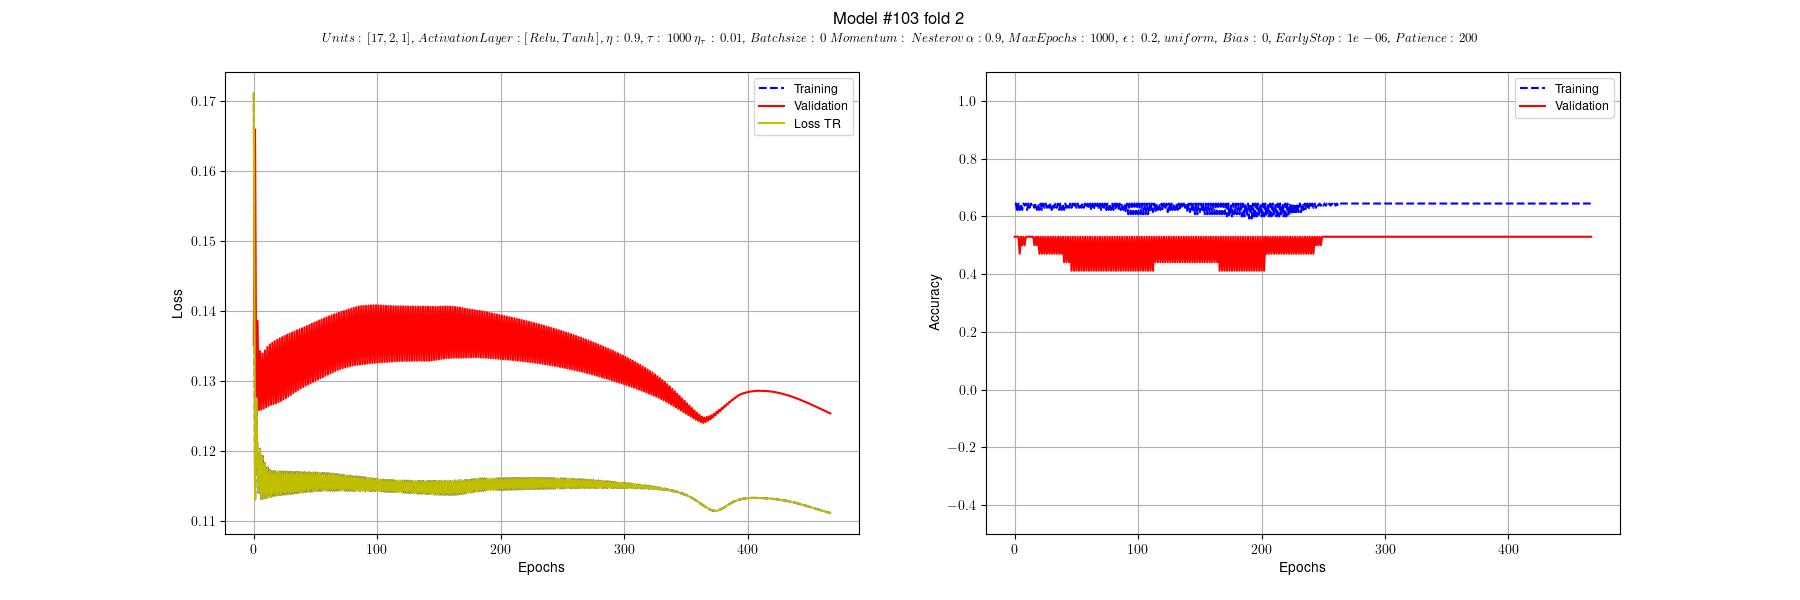 Model #103 fold 2
Units : [17, 2, 1], ActivationLayer : [Relu, Tanh], η : 0.9, τ : 1000 η_τ : 0.01, Batchsize : 0 Momentum : Nesterov α : 0.9, MaxEpochs : 1000, ϵ : 0.2, uniform, Bias : 0, EarlyStop : 1e − 06, Patience : 200
Loss
0.17
0.16
0.15
0.14
0.13
0.12
0.11
0
100
200
300
400
Epochs
Training
Validation
Loss TR
Accuracy
1.0
0.8
0.6
0.4
0.2
0.0
−0.2
−0.4
0
100
200
300
400
Epochs
Training
Validation